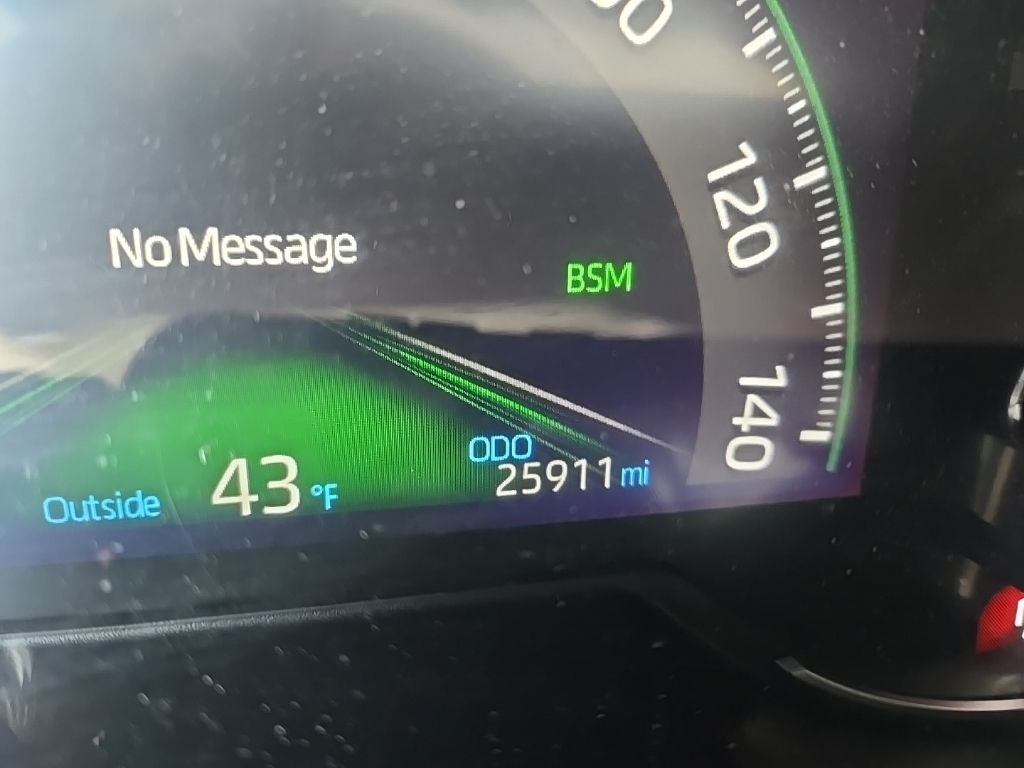 120
No Message
BSM
140
ODO
25911 mi
Outside 43 °F